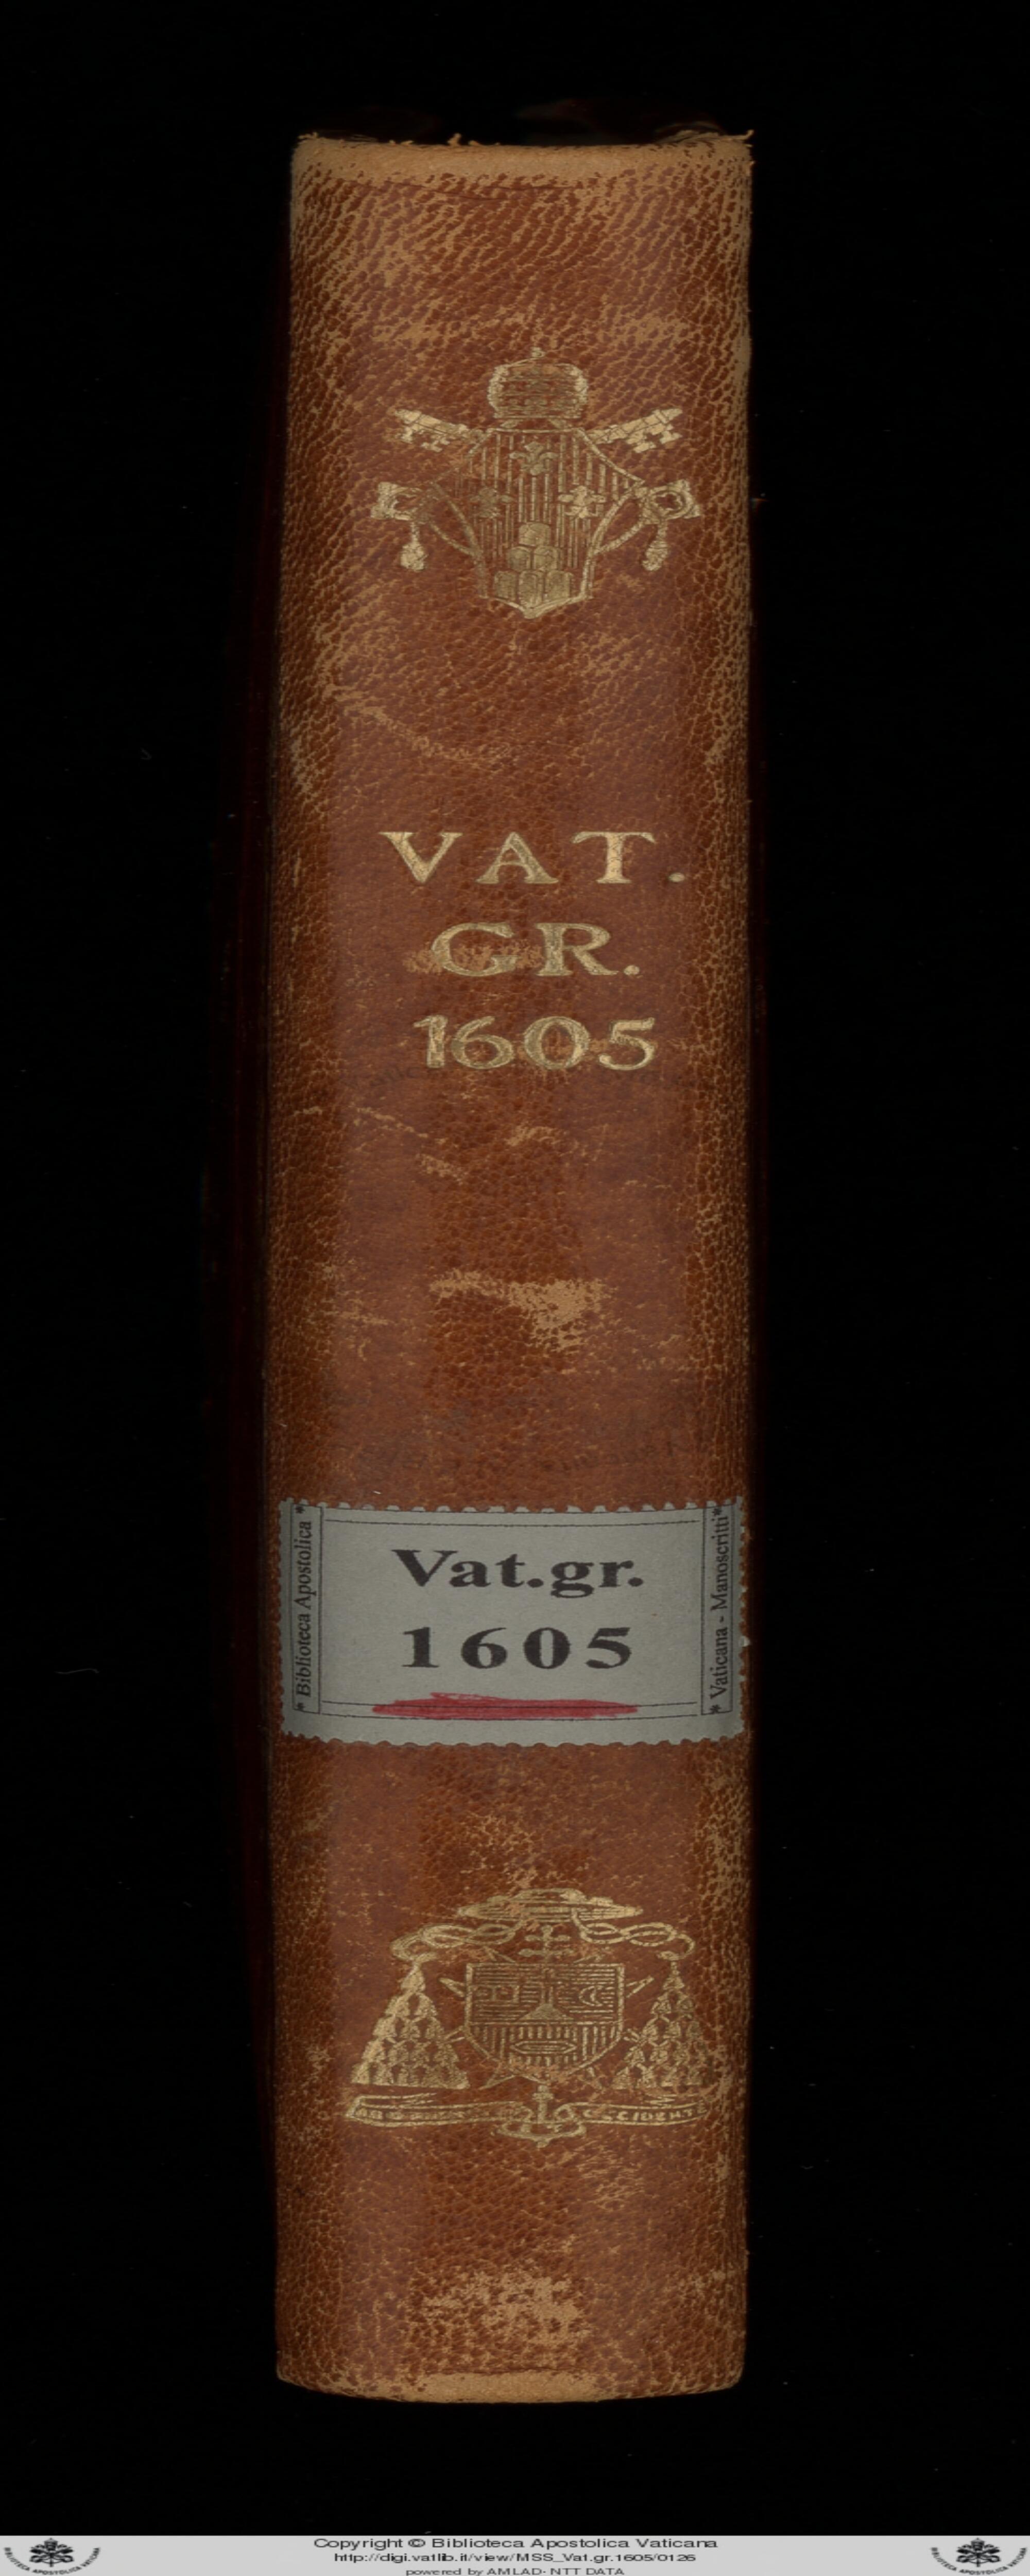 VAT.
GR.
1605
* Biblioteca Apostolica *
Vat.gr.
1605
* Vaticana - Manoscritti *
Copyright © Biblioteca Apostolica Vaticana
http://digi.vatlib.it/view/MSS_Vat.gr.1605/0126
powered by AMLAD- NTT DATA